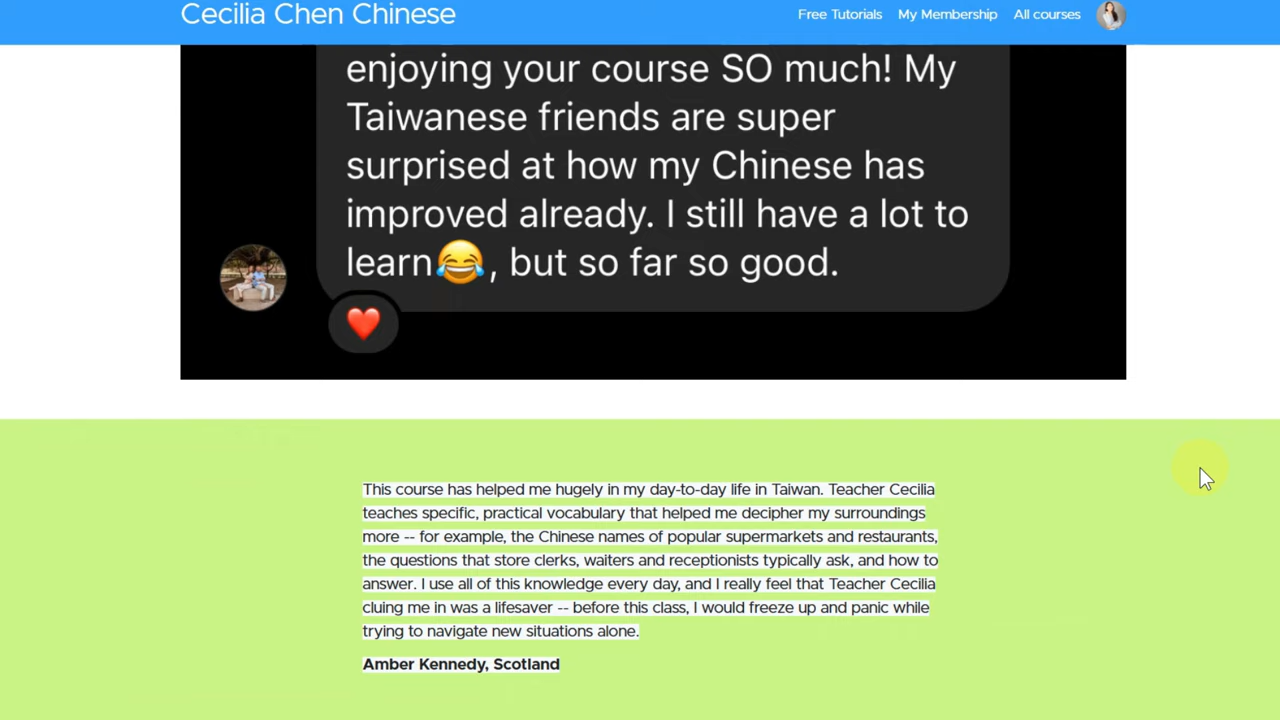 Cecilia Chen Chinese
Free Tutorials My Membership All courses
enjoying your course SO much! My
Taiwanese friends are super
surprised at how my Chinese has
improved already. I still have a lot to
learn😂, but so far so good.
❤️
This course has helped me hugely in my day-to-day life in Taiwan. Teacher Cecilia
teaches specific, practical vocabulary that helped me decipher my surroundings
more -- for example, the Chinese names of popular supermarkets and restaurants,
the questions that store clerks, waiters and receptionists typically ask, and how to
answer. I use all of this knowledge every day, and I really feel that Teacher Cecilia
cluing me in was a lifesaver -- before this class, I would freeze up and panic while
trying to navigate new situations alone.
Amber Kennedy, Scotland